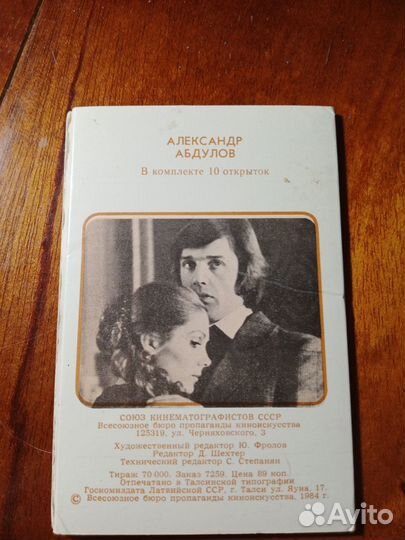 АЛЕКСАНДР
АБДУЛОВ
В комплекте 10 открыток
СОЮЗ КИНЕМАТОГРАФИСТОВ СССР
Всесоюзное бюро пропаганды киноискусства
125319, ул. Черняховского, 3
Художественный редактор Ю. Фролов
Редактор Д. Шехтер
Технический редактор С. Степанян
Тираж 70 000. Заказ 7259. Цена 89 коп.
Отпечатано в Талсинской типографии
Госкомиздата Латвийской ССР, г. Талси ул. Яуна, 17.
© Всесоюзное бюро пропаганды киноискусства, 1984 г.
Avito